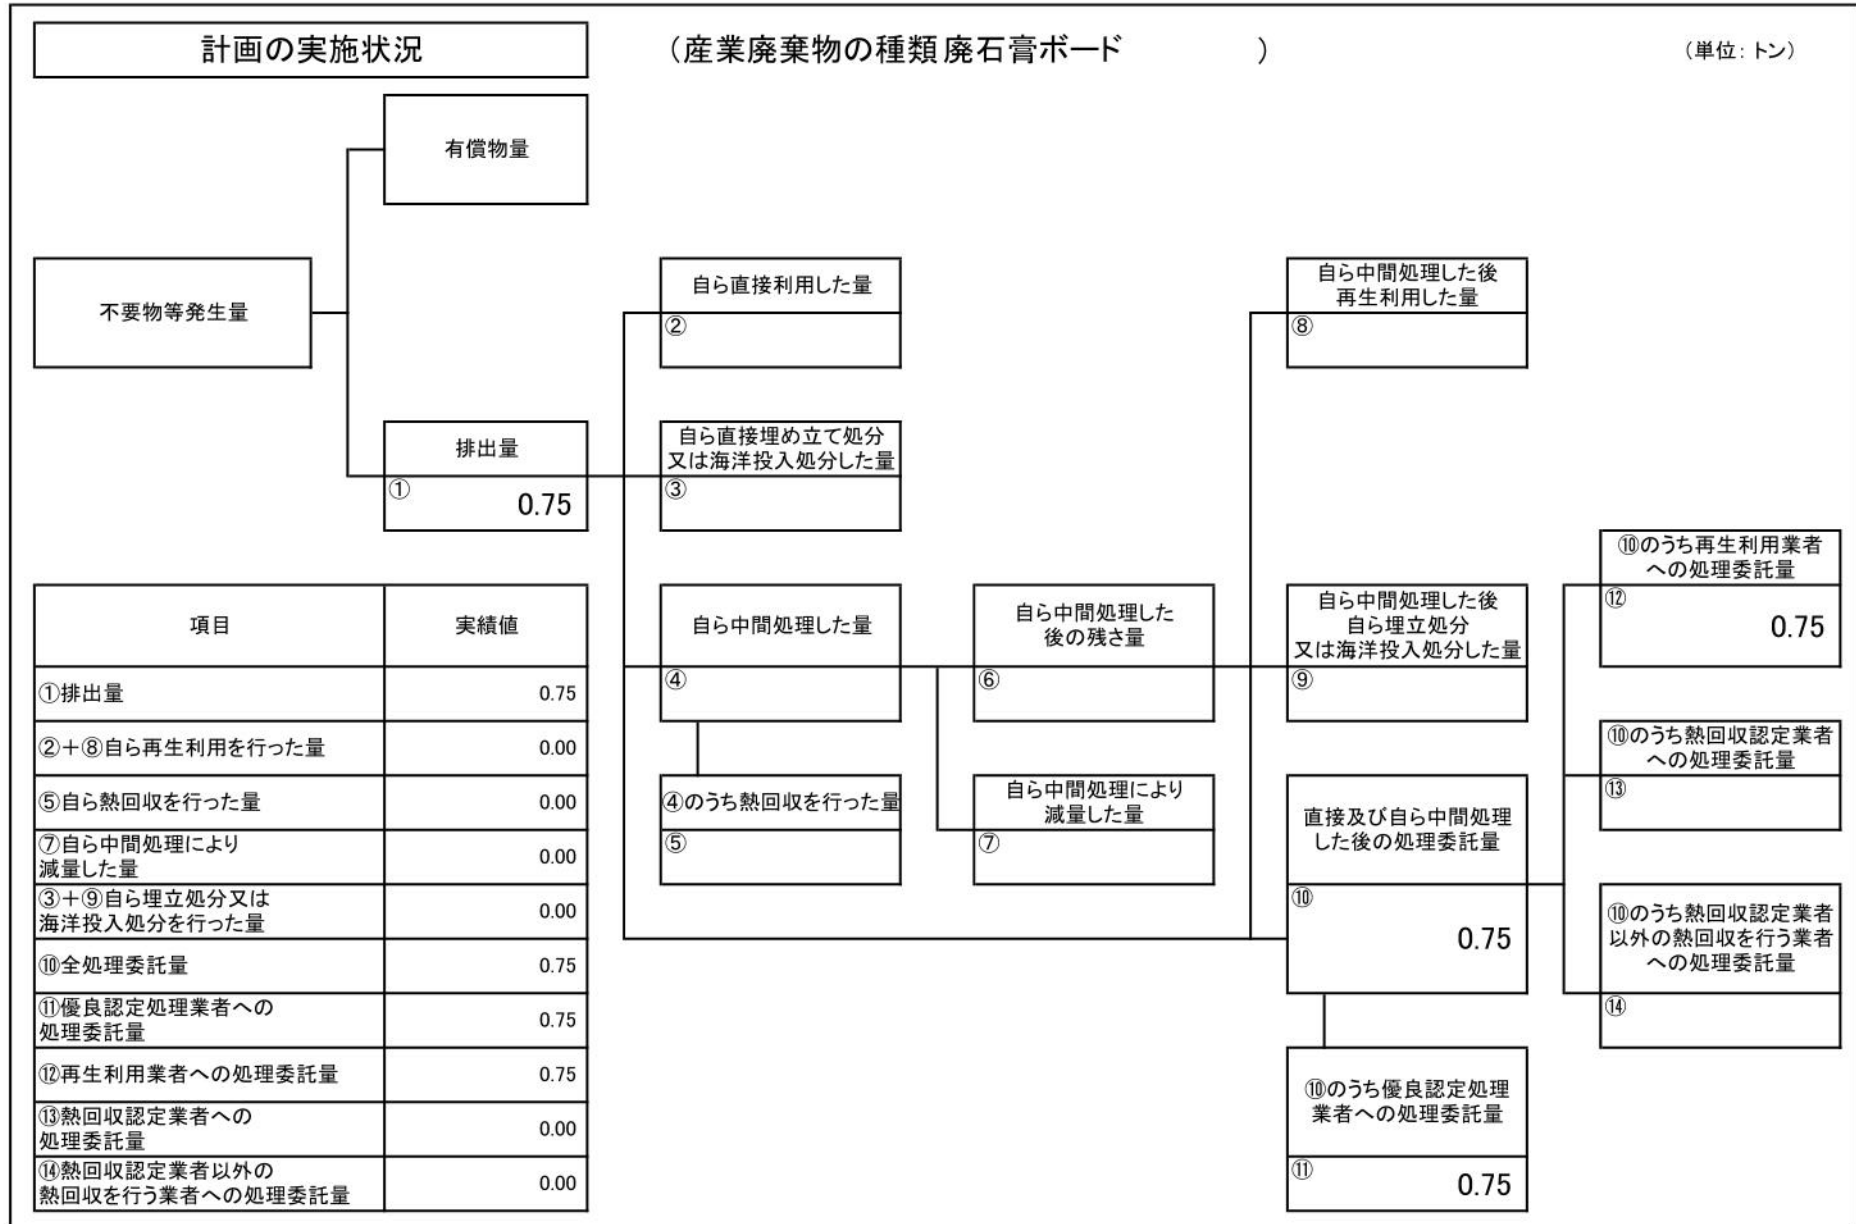 計画の実施状況
（産業廃棄物の種類 廃石膏ボード　　　　）
（単位：トン）
有償物量
不要物等発生量
自ら直接利用した量
②
自ら中間処理した後
再生利用した量
⑧
排出量
①
0.75
自ら直接埋め立て処分
又は海洋投入処分した量
③
⑩のうち再生利用業者
への処理委託量
⑫
0.75
自ら中間処理した量
④
自ら中間処理した
後の残さ量
⑥
自ら中間処理した後
自ら埋立処分
又は海洋投入処分した量
⑨
⑩のうち熱回収認定業者
への処理委託量
⑬
④のうち熱回収を行った量
⑤
自ら中間処理により
減量した量
⑦
直接及び自ら中間処理
した後の処理委託量
⑩
0.75
⑩のうち熱回収認定業者
以外の熱回収を行う業者
への処理委託量
⑭
⑩のうち優良認定処理
業者への処理委託量
⑪
0.75
項目 実績値
①排出量 0.75
②＋⑧自ら再生利用を行った量 0.00
⑤自ら熱回収を行った量 0.00
⑦自ら中間処理により
減量した量 0.00
③＋⑨自ら埋立処分又は
海洋投入処分を行った量 0.00
⑩全処理委託量 0.75
⑪優良認定処理業者への
処理委託量 0.75
⑫再生利用業者への処理委託量 0.75
⑬熱回収認定業者への
処理委託量 0.00
⑭熱回収認定業者以外の
熱回収を行う業者への処理委託量 0.00